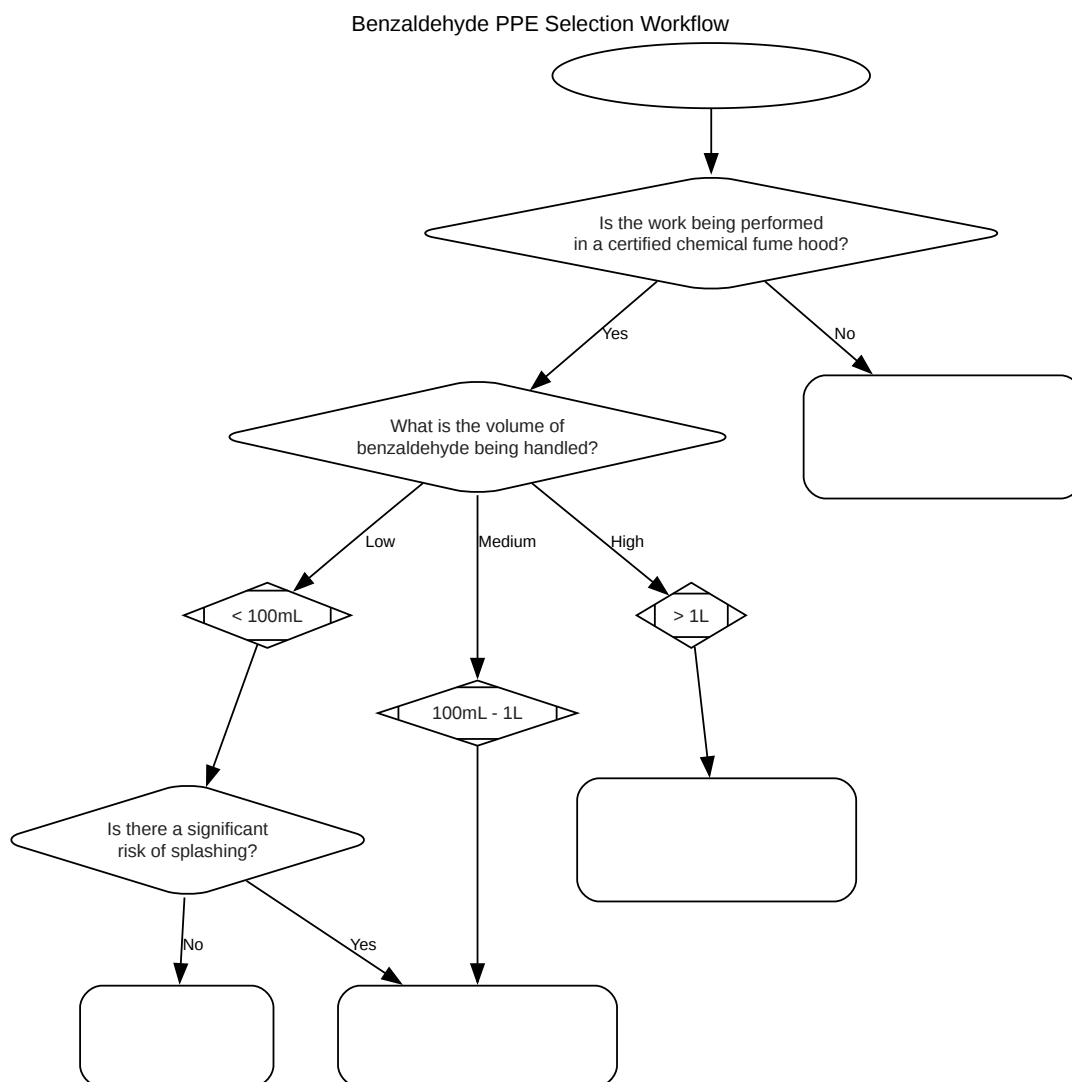 Benzaldehyde PPE Selection Workflow
Is the work being performed
in a certified chemical fume hood?
Yes
No
What is the volume of
benzaldehyde being handled?
Low
Medium
High
< 100mL
> 1L
100mL - 1L
Is there a significant
risk of splashing?
No
Yes